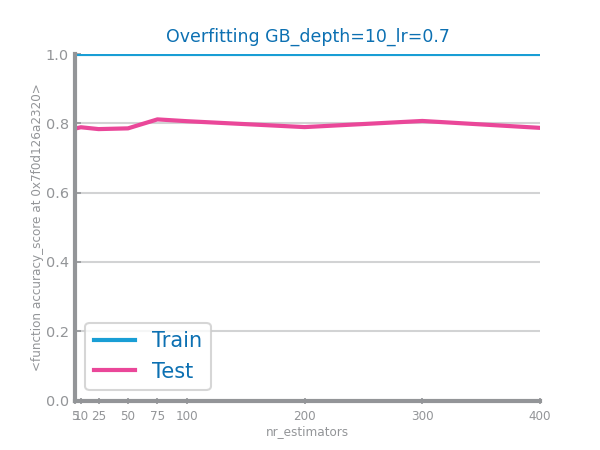 Overfitting GB_depth=10_lr=0.7
<function accuracy_score at 0x7f0d126a2320>
1.0
0.8
0.6
0.4
0.2
0.0
Train
Test
5 10 25 50 75 100 200 300 400
nr_estimators